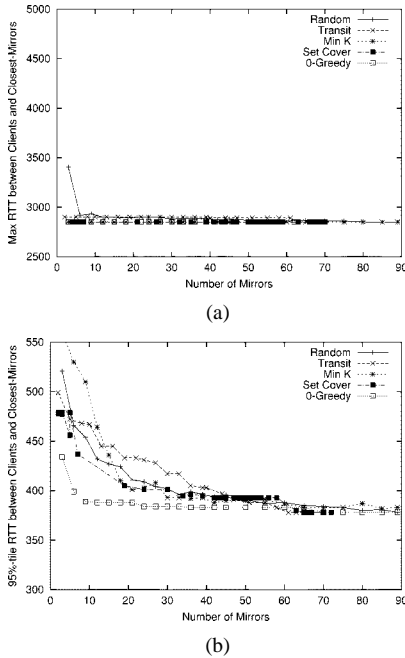 (a)
Max RTT between Clients and Closest-Mirrors
5000
4500
4000
3500
3000
2500
Random
Transit
Min K
Set Cover
0-Greedy
0 10 20 30 40 50 60 70 80 90
Number of Mirrors
(a)
95%-tile RTT between Clients and Closest-Mirrors
550
500
450
400
350
300
Random
Transit
Min K
Set Cover
0-Greedy
0 10 20 30 40 50 60 70 80 90
Number of Mirrors
(b)